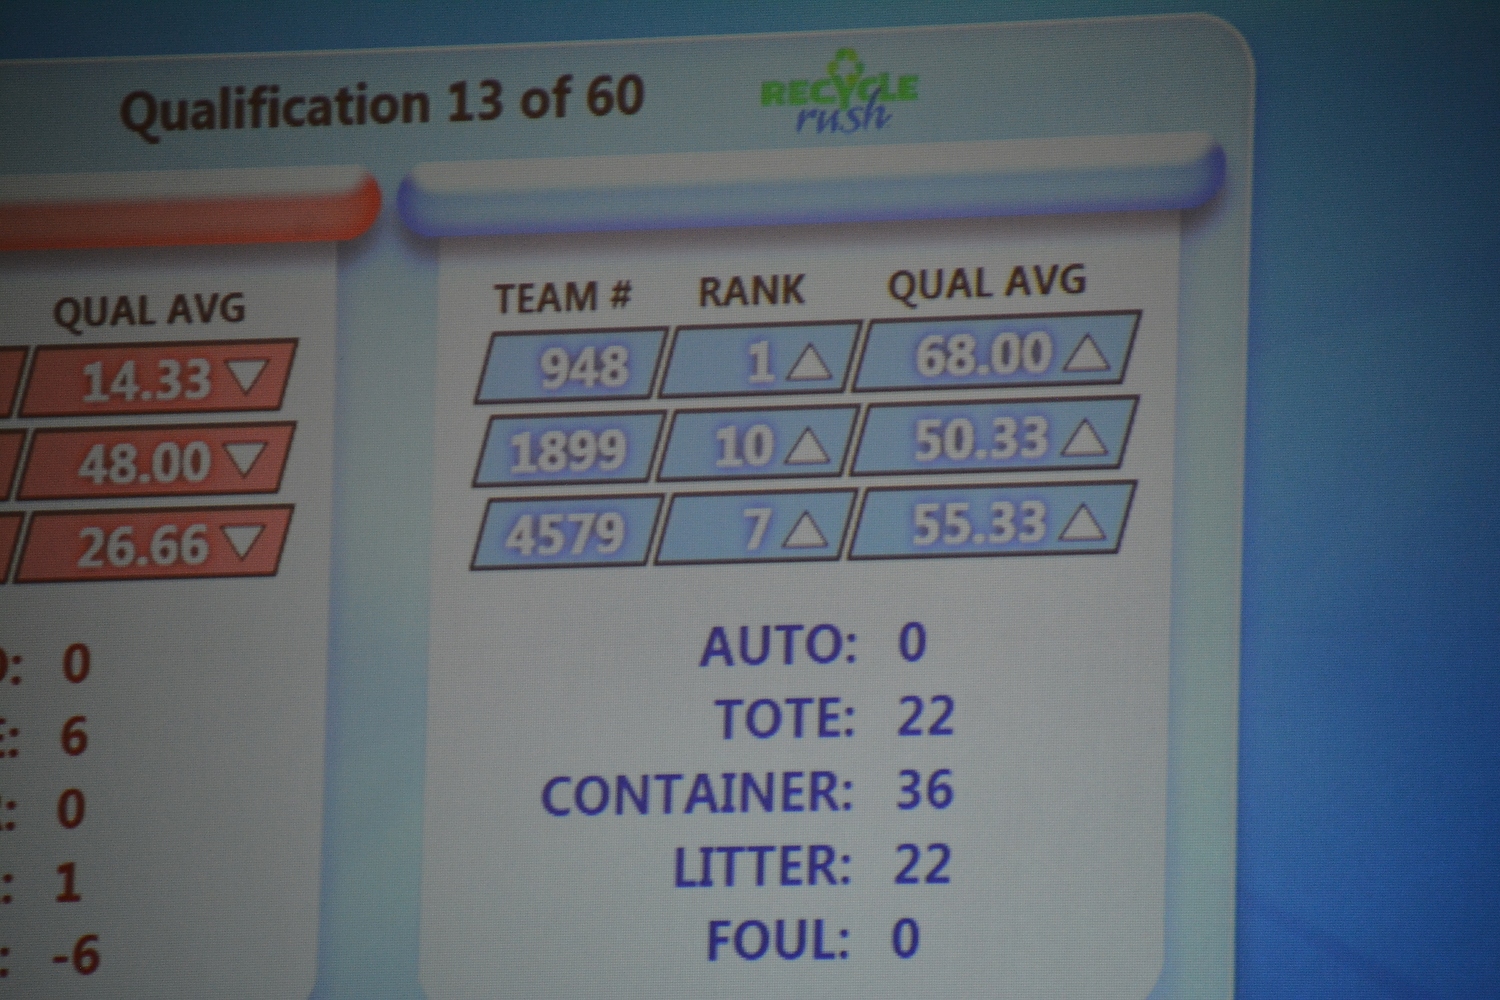 Qualification 13 of 60
RECYCLE
rush
QUAL AVG
14.33
48.00
26.66
: 0
: 6
: 0
: 1
: -6
TEAM # RANK QUAL AVG
948 1 68.00
1899 10 50.33
4579 7 55.33
AUTO: 0
TOTE: 22
CONTAINER: 36
LITTER: 22
FOUL: 0